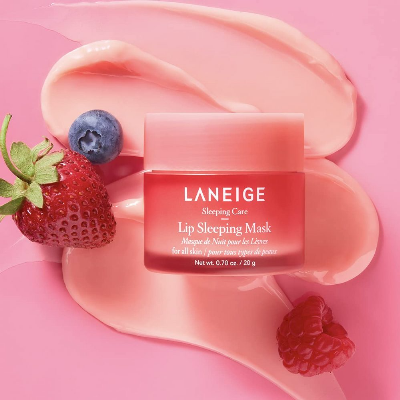 LANEIGE
Sleeping Care
Lip Sleeping Mask
Masque de Nuit pour les Lèvres
for all skin / pour tous types de peaux
Net wt. 0.70 oz. / 20 g